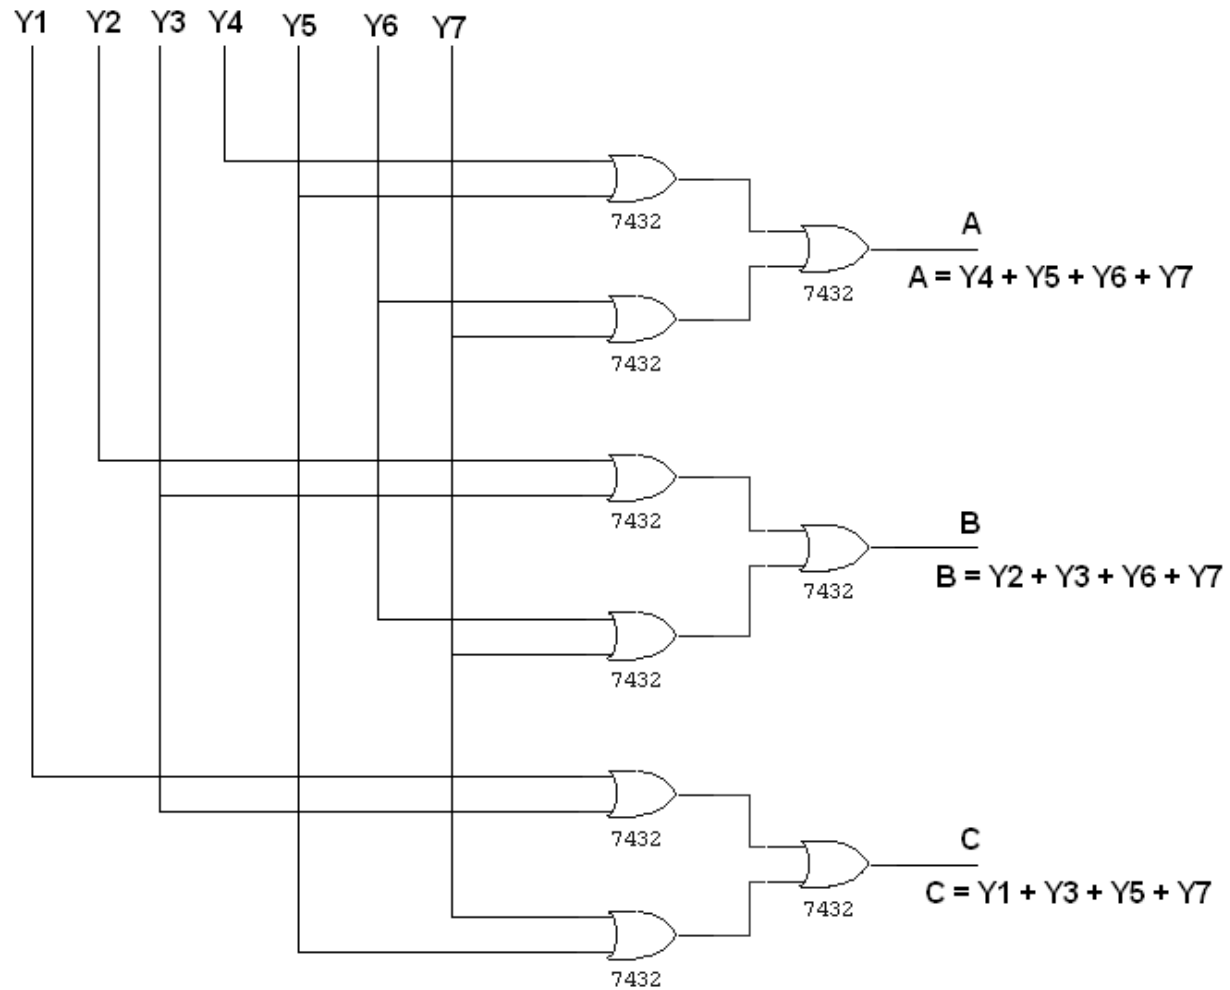 Y1 Y2 Y3 Y4 Y5 Y6 Y7
7432
A
A = Y4 + Y5 + Y6 + Y7
7432
7432
7432
B
B = Y2 + Y3 + Y6 + Y7
7432
7432
7432
C
C = Y1 + Y3 + Y5 + Y7
7432
7432